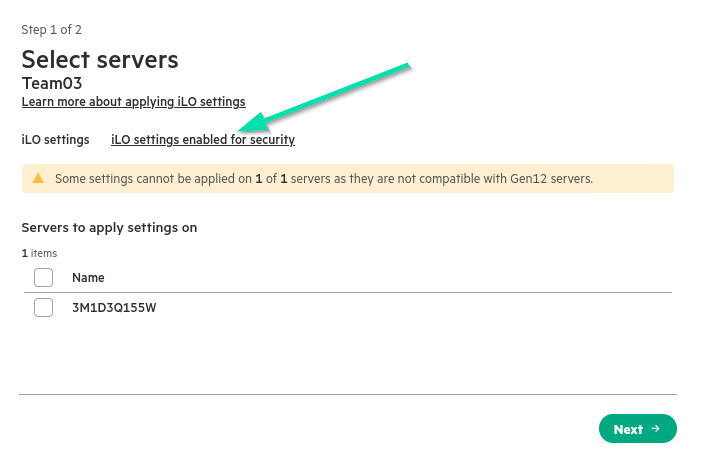 Step 1 of 2
Select servers
Team03
Learn more about applying iLO settings
iLO settings iLO settings enabled for security
Some settings cannot be applied on 1 of 1 servers as they are not compatible with Gen12 servers.
Servers to apply settings on
1 items
Name
3M1D3Q155W
Next